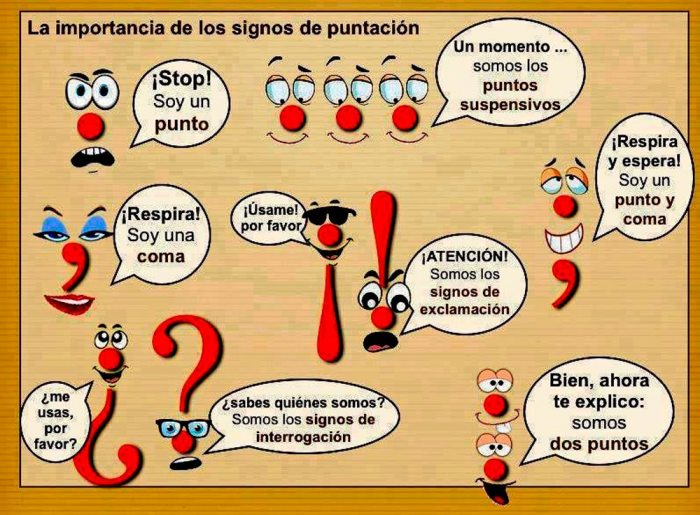 La importancia de los signos de puntación
¡Stop!
Soy un
punto
Un momento ...
somos los
puntos
suspensivos
¡Respira
y espera!
Soy un
punto y
coma
¡Respira!
Soy una
coma
¡Úsame!
por favor
¡ATENCIÓN!
Somos los
signos de
exclamación
¿me
usas,
por
favor?
¿sabes quiénes somos?
Somos los signos de
interrogación
Bien, ahora
te explico:
somos
dos puntos